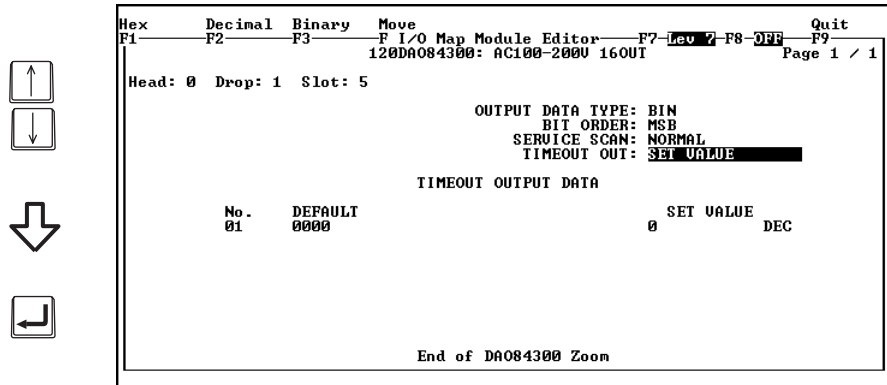 Hex Decimal Binary Move Quit
F1 F2 F3 F I/O Map Module Editor F7-Lev 7-F8-OFF F9
120DAO84300: AC100-200V 16OUT Page 1 / 1
Head: 0 Drop: 1 Slot: 5
OUTPUT DATA TYPE: BIN
BIT ORDER: MSB
SERVICE SCAN: NORMAL
TIMEOUT OUT: SET VALUE
TIMEOUT OUTPUT DATA
No. DEFAULT SET VALUE
01 0000 0 DEC
End of DAO84300 Zoom